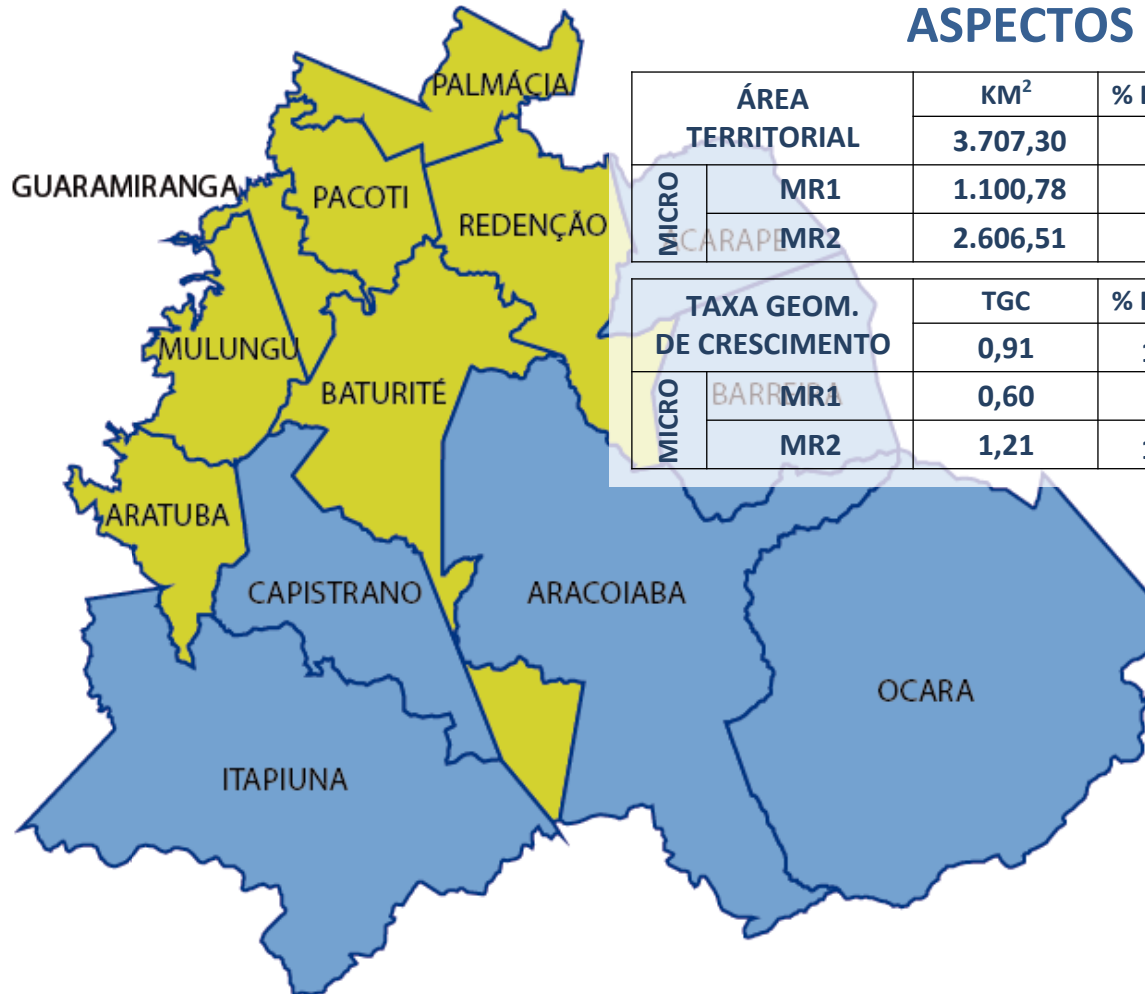 ASPECTOS
PALMÁCIA
GUARAMIRANGA
PACOTI
REDENÇÃO
MULUNGU
BATURITÉ
ARATUBA
CAPISTRANO
ARACOIABA
OCARA
ITAPIUNA
ACARAPE
BARREIRA
ÁREA
TERRITORIAL
KM²
%
3.707,30
MICRO
MR1
1.100,78
MR2
2.606,51
TAXA GEOM.
DE CRESCIMENTO
TGC
%
0,91
MICRO
MR1
0,60
MR2
1,21